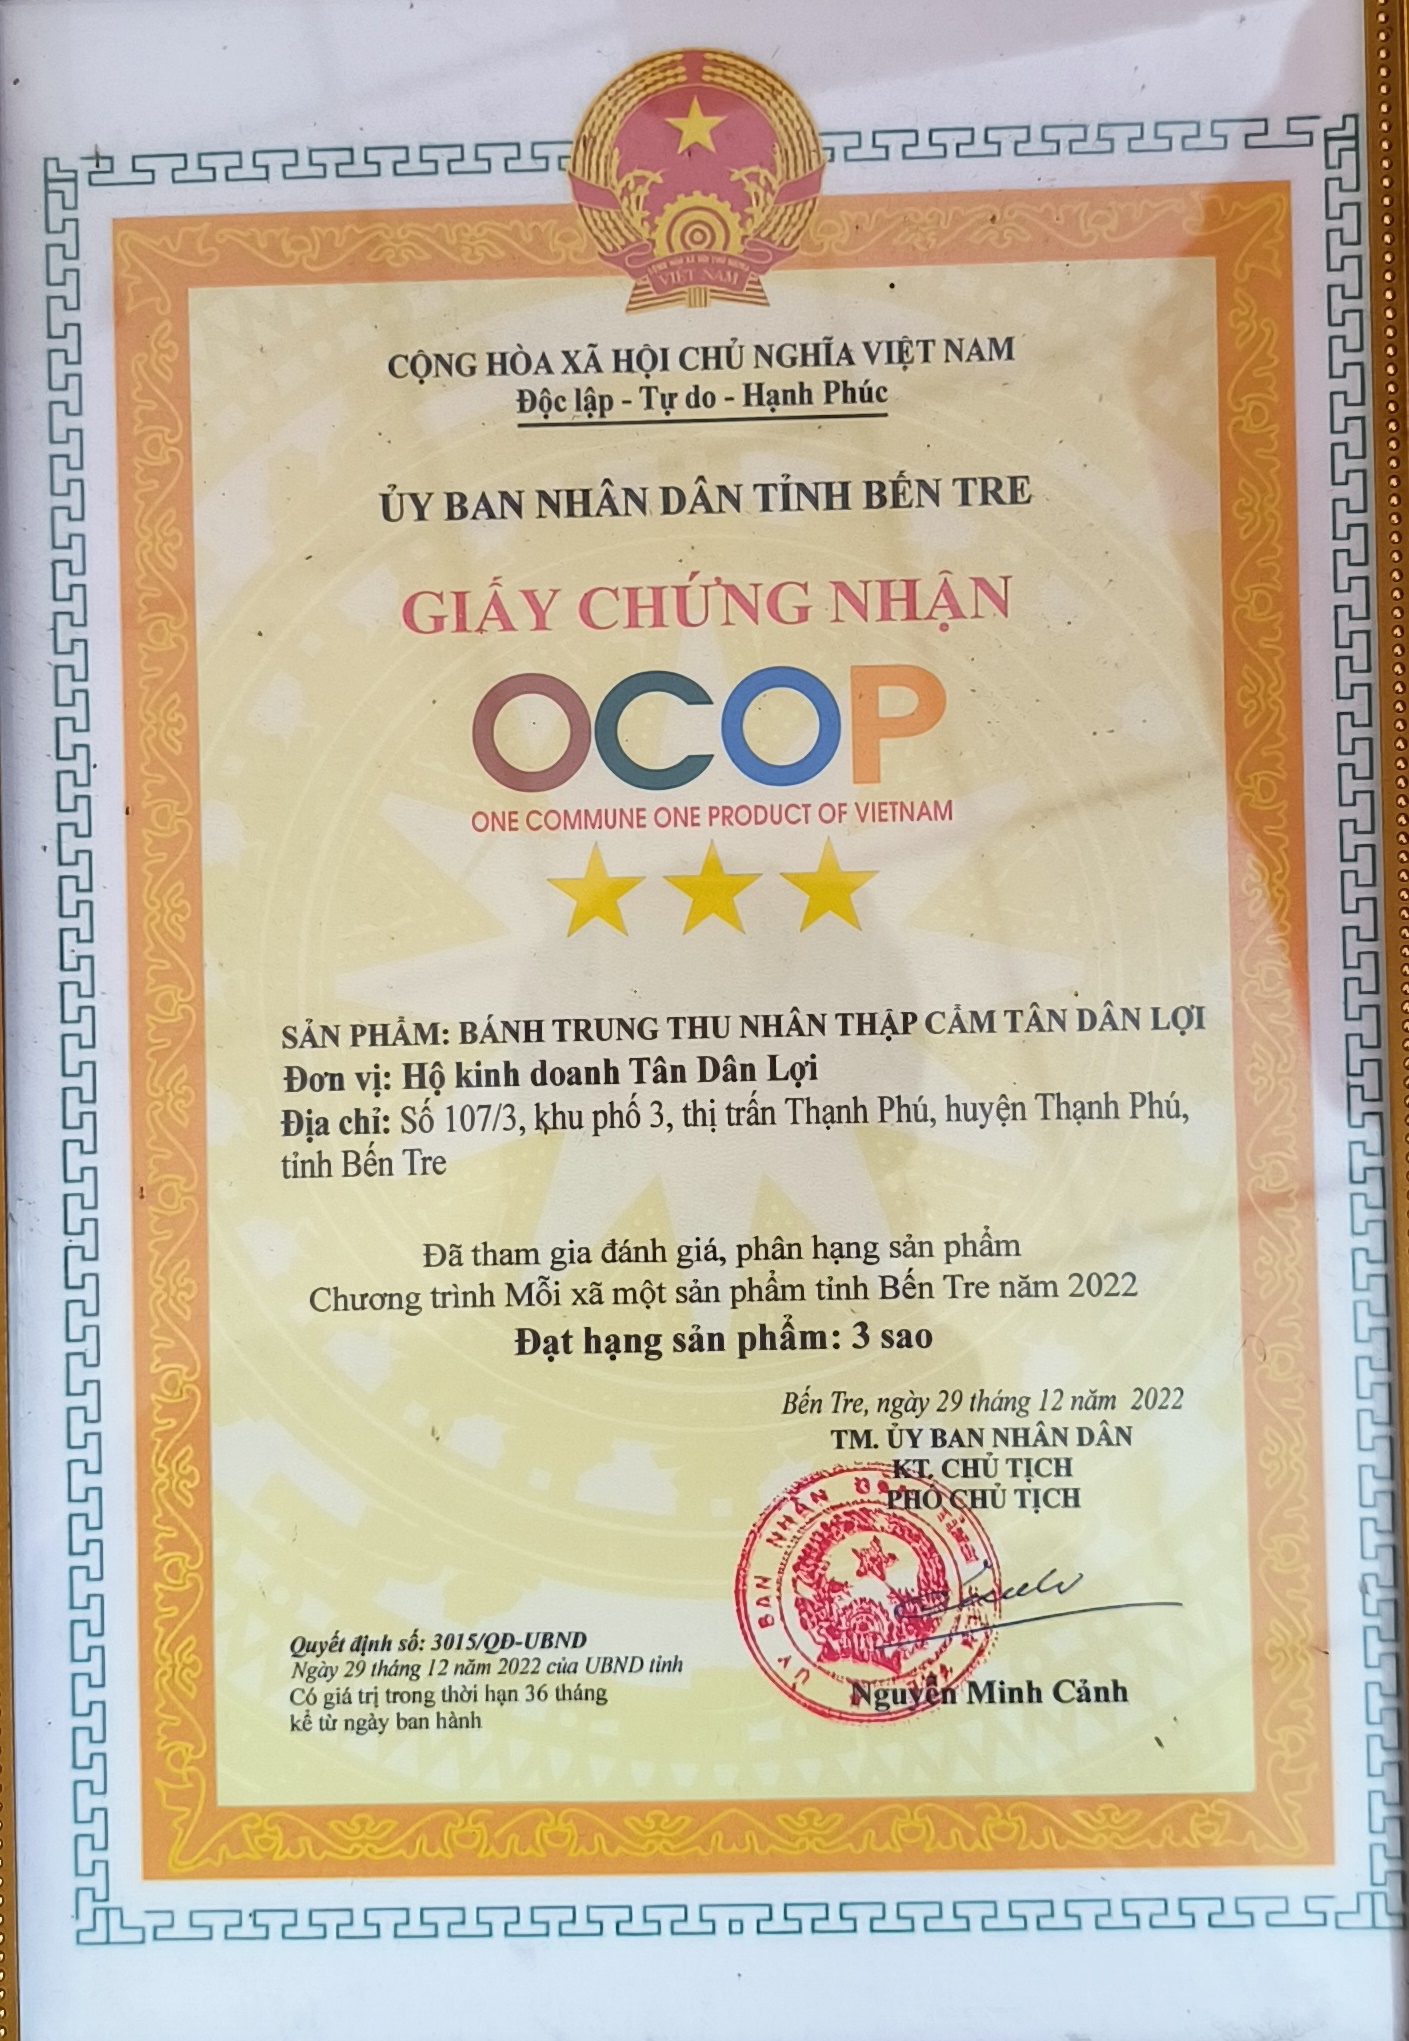 VIỆT NAM
CỘNG HÒA XÃ HỘI CHỦ NGHĨA VIỆT NAM
Độc lập - Tự do - Hạnh Phúc
ỦY BAN NHÂN DÂN TỈNH BẾN TRE
GIẤY CHỨNG NHẬN
OCOP
ONE COMMUNE ONE PRODUCT OF VIETNAM
SẢN PHẨM: BÁNH TRUNG THU NHÂN THẬP CẨM TÂN DÂN LỢI
Đơn vị: Hộ kinh doanh Tân Dân Lợi
Địa chỉ: Số 107/3, khu phố 3, thị trấn Thạnh Phú, huyện Thạnh Phú,
tỉnh Bến Tre
Đã tham gia đánh giá, phân hạng sản phẩm
Chương trình Mỗi xã một sản phẩm tỉnh Bến Tre năm 2022
Đạt hạng sản phẩm: 3 sao
Bến Tre, ngày 29 tháng 12 năm 2022
TM. ỦY BAN NHÂN DÂN
KT. CHỦ TỊCH
PHÓ CHỦ TỊCH
ỦY BAN NHÂN
Nguyễn Minh Cảnh
Quyết định số: 3015/QĐ-UBND
Ngày 29 tháng 12 năm 2022 của UBND tỉnh
Có giá trị trong thời hạn 36 tháng
kể từ ngày ban hành